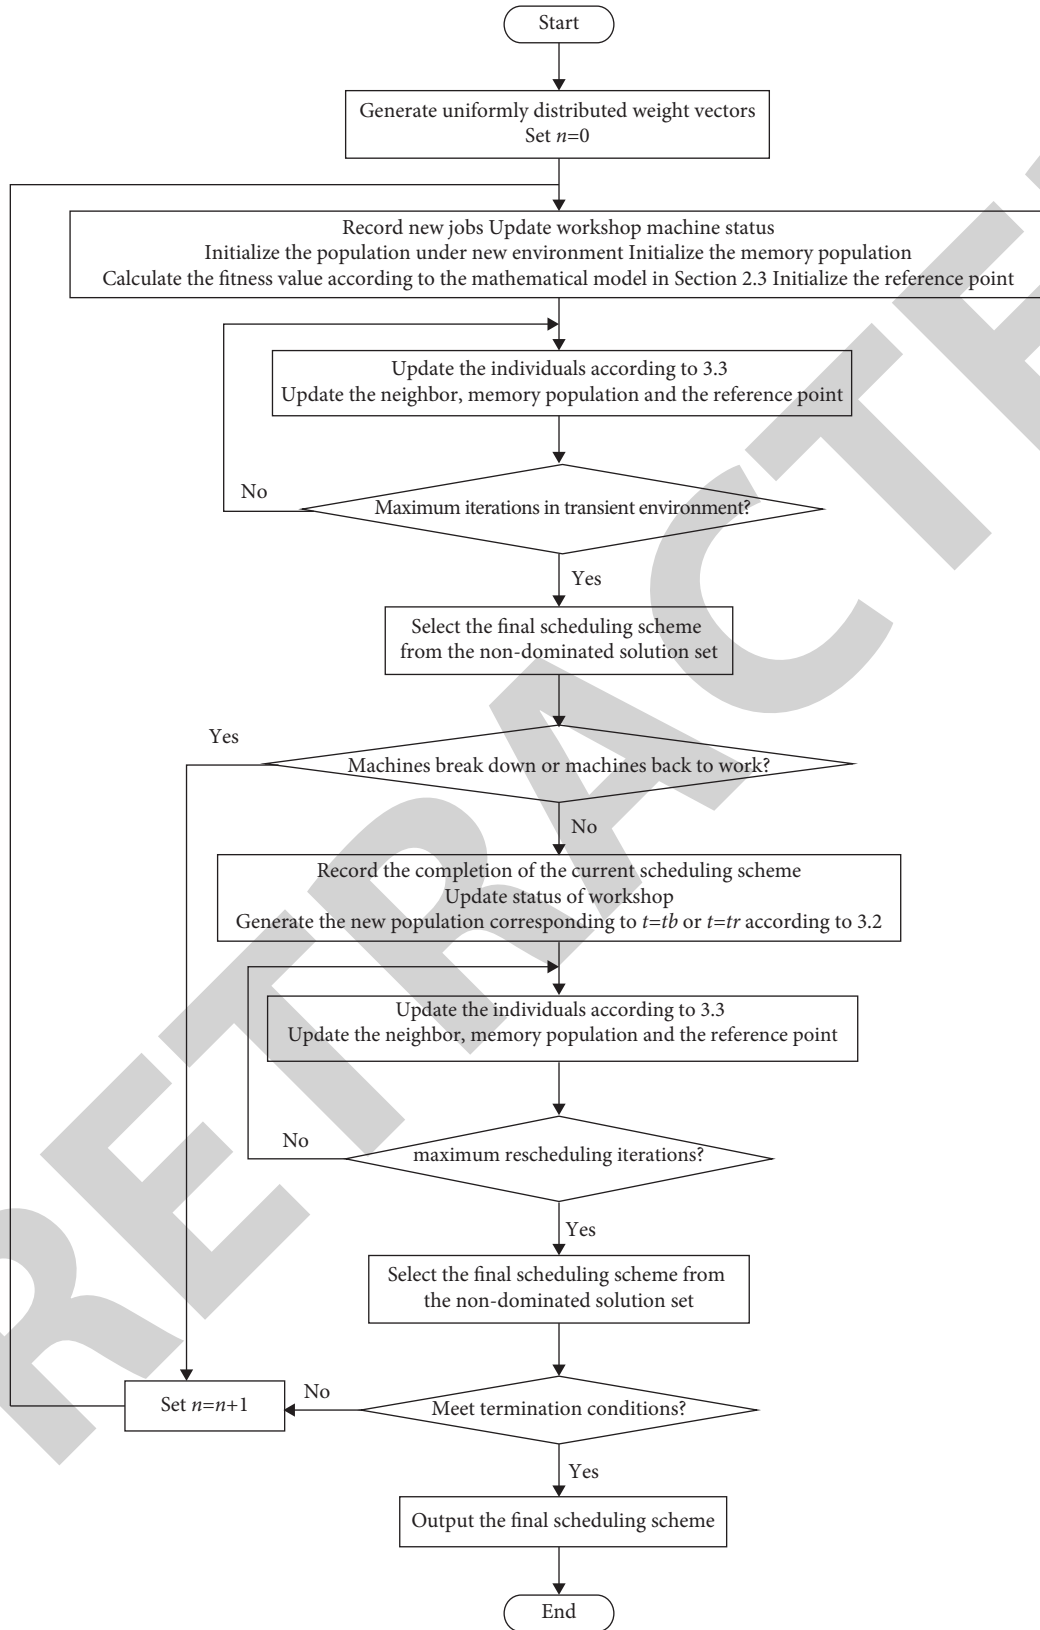 Start
Generate uniformly distributed weight vectors
Set n=0
Record new jobs Update workshop machine status
Initialize the population under new environment Initialize the memory population
Calculate the fitness value according to the mathematical model in Section 2.3 Initialize the reference point
Update the individuals according to 3.3
Update the neighbor, memory population and the reference point
No
Maximum iterations in transient environment?
Yes
Select the final scheduling scheme
from the non-dominated solution set
Yes
Machines break down or machines back to work?
No
Record the completion of the current scheduling scheme
Update status of workshop
Generate the new population corresponding to t=tb or t=tr according to 3.2
Update the individuals according to 3.3
Update the neighbor, memory population and the reference point
No
maximum rescheduling iterations?
Yes
Select the final scheduling scheme from
the non-dominated solution set
Set n=n+1
No
Meet termination conditions?
Yes
Output the final scheduling scheme
End
RETRACTE